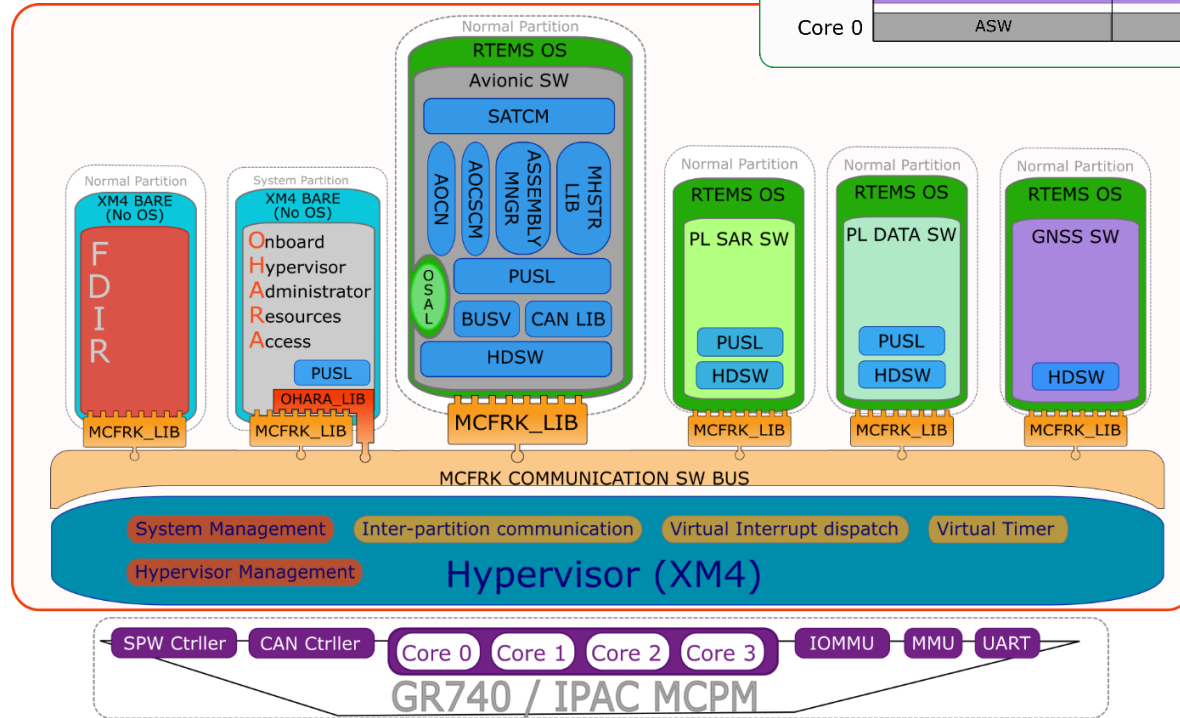 Core 0
ASW
Normal Partition
RTEMS OS
Avionic SW
SATCM
AOCN
AOCSCM
ASSEMBLY
MNGR
MHSTR
LIB
OSAL
PUSL
BUSV
CAN LIB
HDSW
MCFRK_LIB
Normal Partition
XM4 BARE
(No OS)
FDIR
MCFRK_LIB
System Partition
XM4 BARE
(No OS)
Onboard
Hypervisor
Administrator
Resources
Access
PUSL
OHARA_LIB
MCFRK_LIB
Normal Partition
RTEMS OS
PL SAR SW
PUSL
HDSW
MCFRK_LIB
Normal Partition
RTEMS OS
PL DATA SW
PUSL
HDSW
MCFRK_LIB
Normal Partition
RTEMS OS
GNSS SW
HDSW
MCFRK_LIB
MCFRK COMMUNICATION SW BUS
System Management
Inter-partition communication
Virtual Interrupt dispatch
Virtual Timer
Hypervisor Management
Hypervisor (XM4)
SPW Ctrller
CAN Ctrller
Core 0
Core 1
Core 2
Core 3
IOMMU
MMU
UART
GR740 / IPAC MCPM